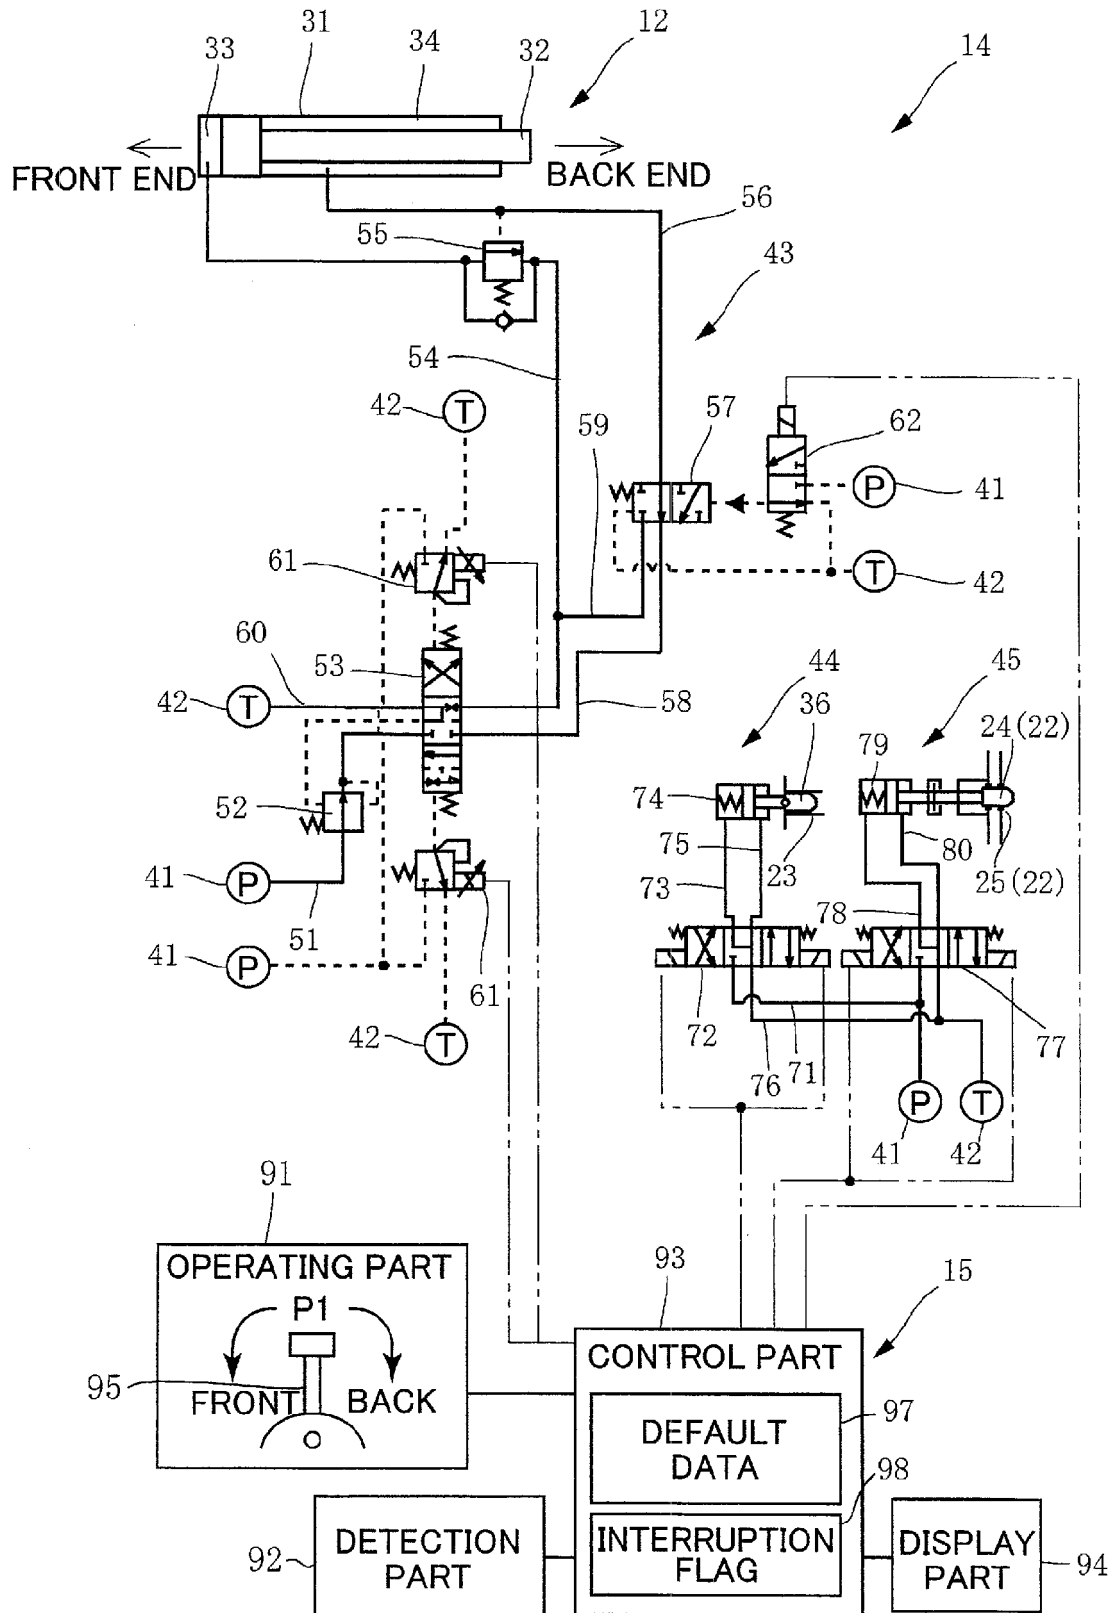 31
34
12
33
32
14
FRONT END
BACK END
56
55
43
54
42
T
59
57
62
P
41
61
T
42
60
53
44
45
T
42
58
36
79
24(22)
52
74
75
80
41
P
73
23
25(22)
51
78
41
P
61
72
76
71
77
42
T
P
T
41
42
91
OPERATING PART
93
15
P1
CONTROL PART
95
FRONT
BACK
97
DEFAULT
DATA
98
92
DETECTION
PART
INTERRUPTION
FLAG
DISPLAY
PART
94